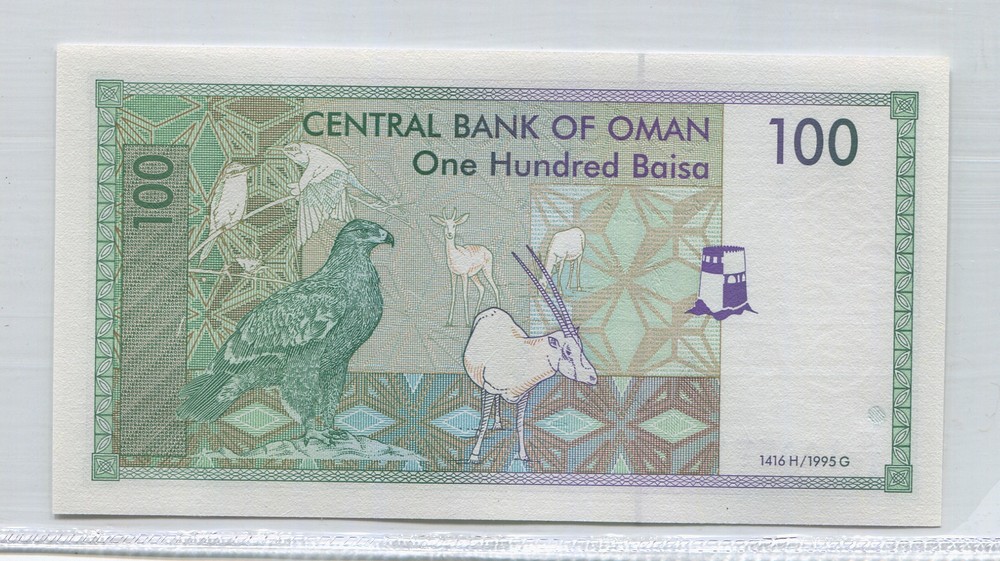 CENTRAL BANK OF OMAN
One Hundred Baisa
100
100
1416 H/1995 G